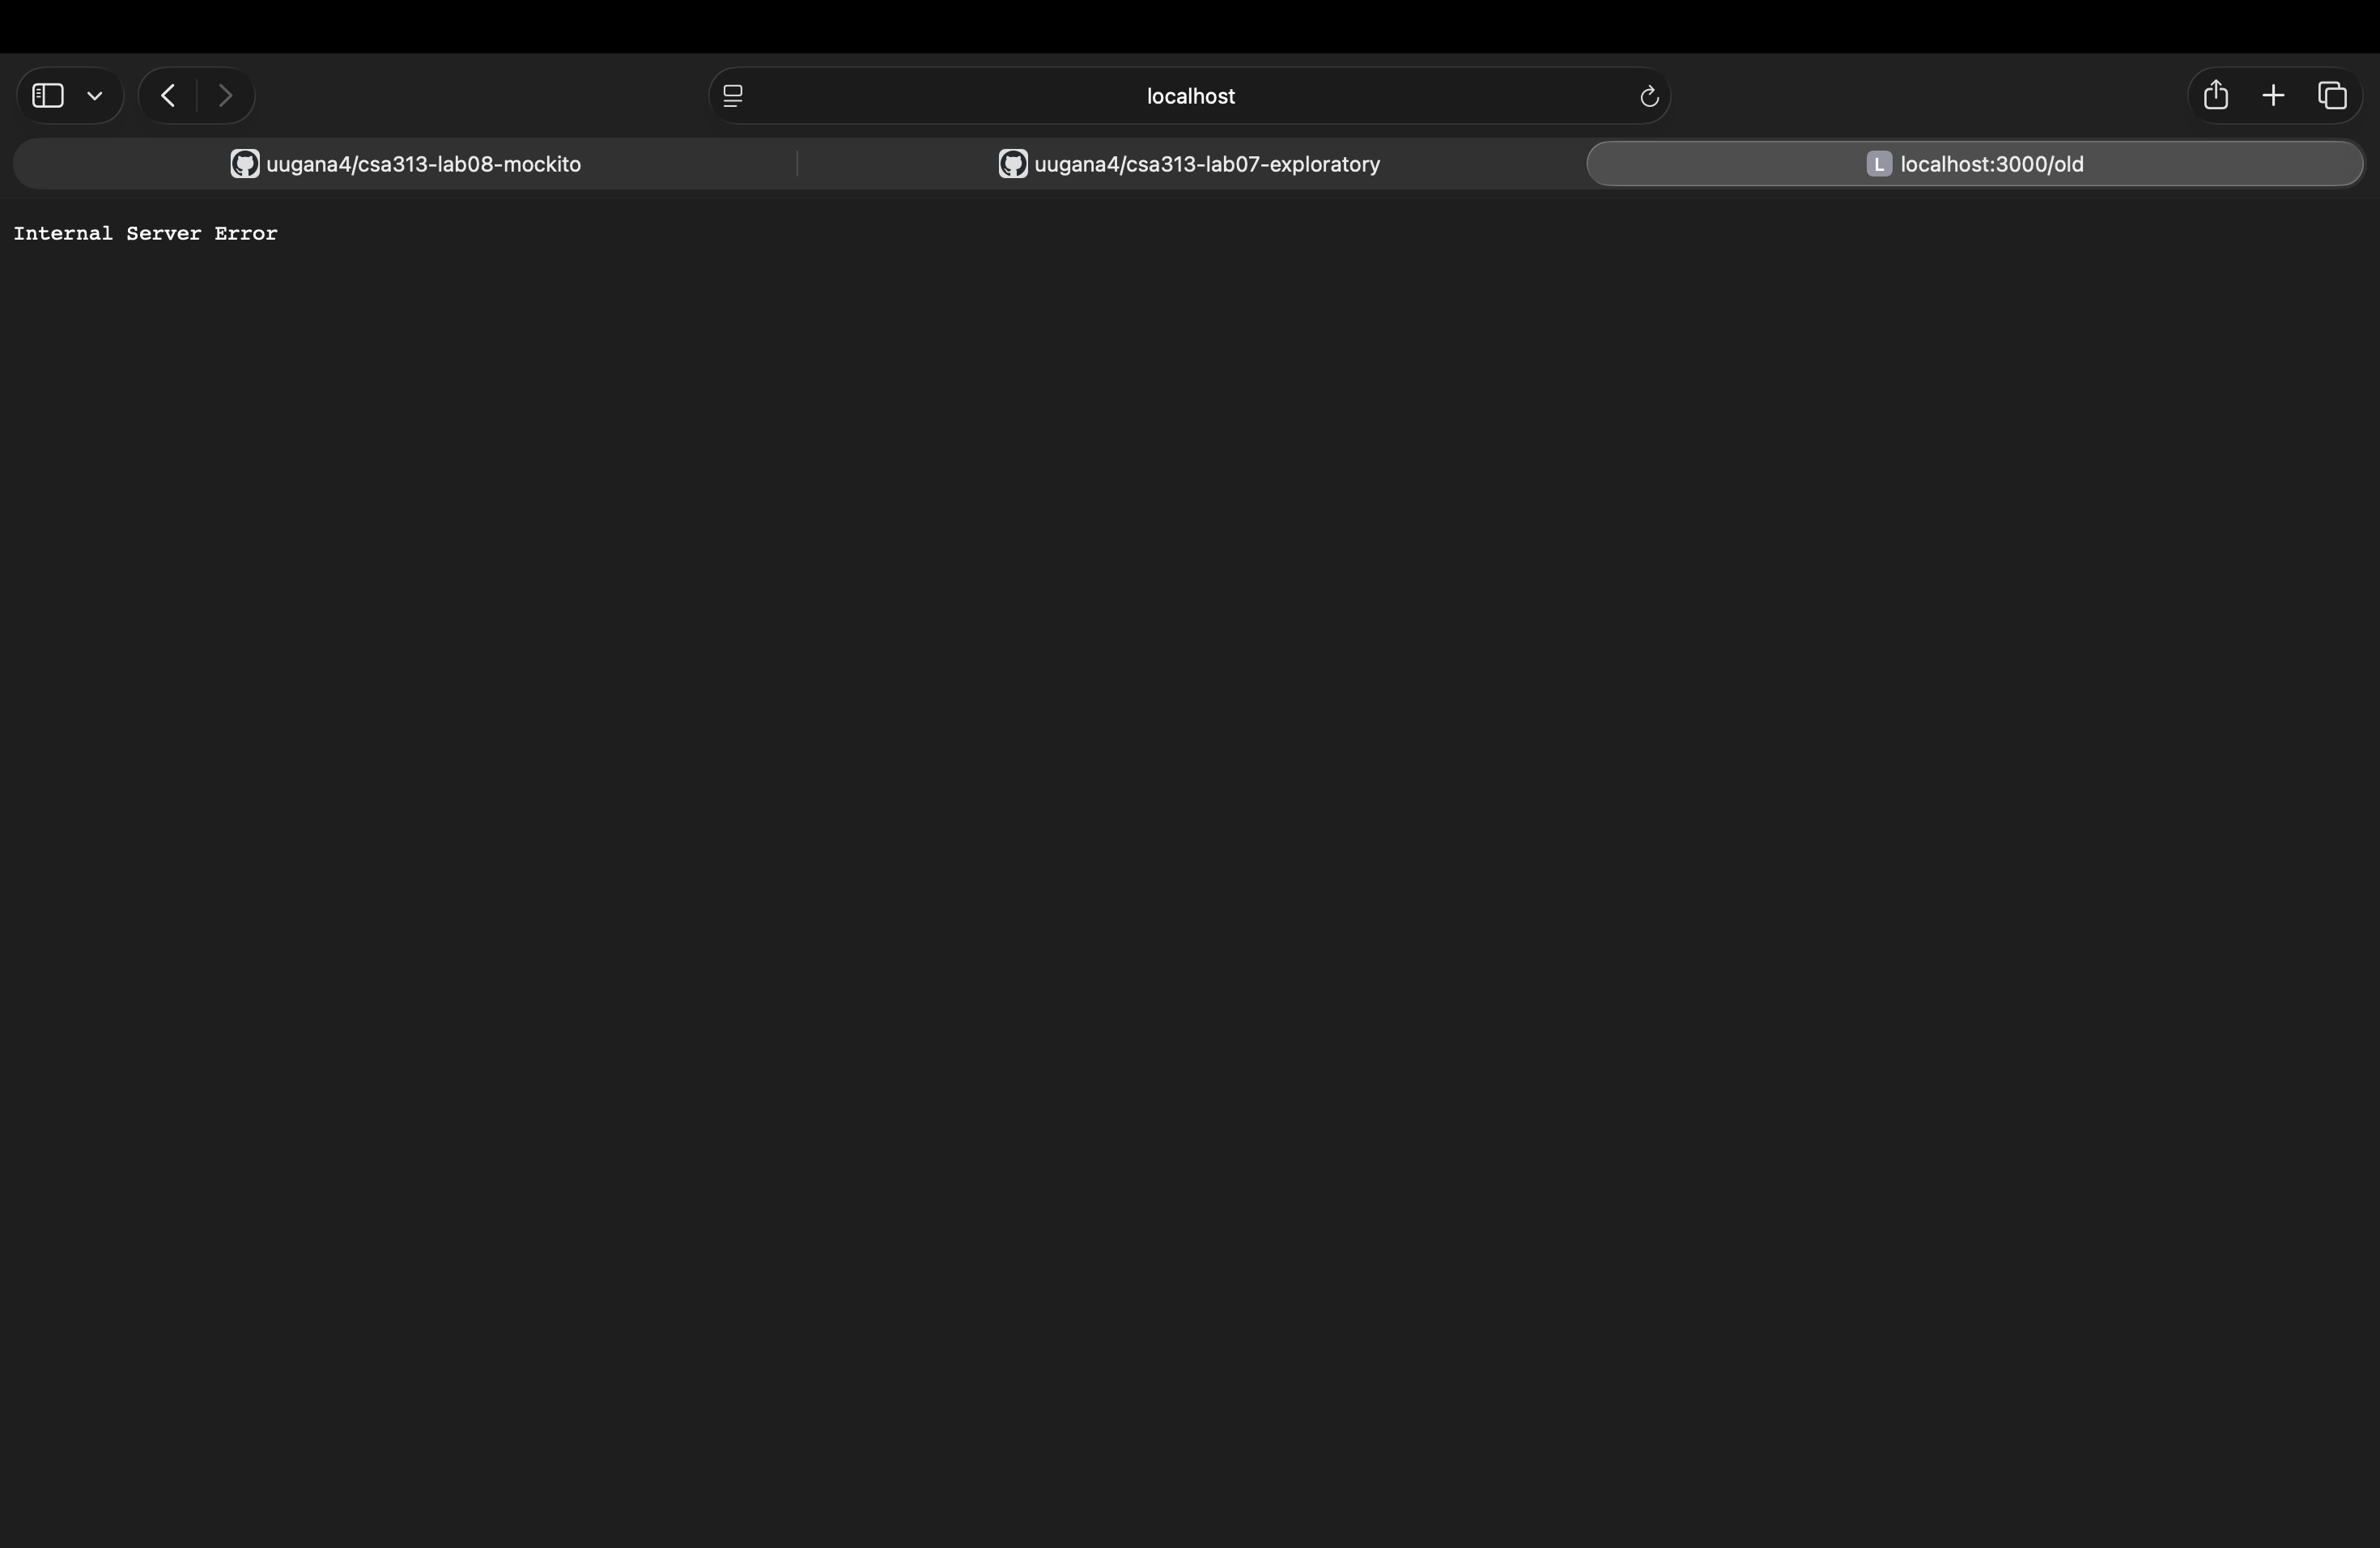 localhost
uugana4/csa313-lab08-mockito
uugana4/csa313-lab07-exploratory
L localhost:3000/old
Internal Server Error